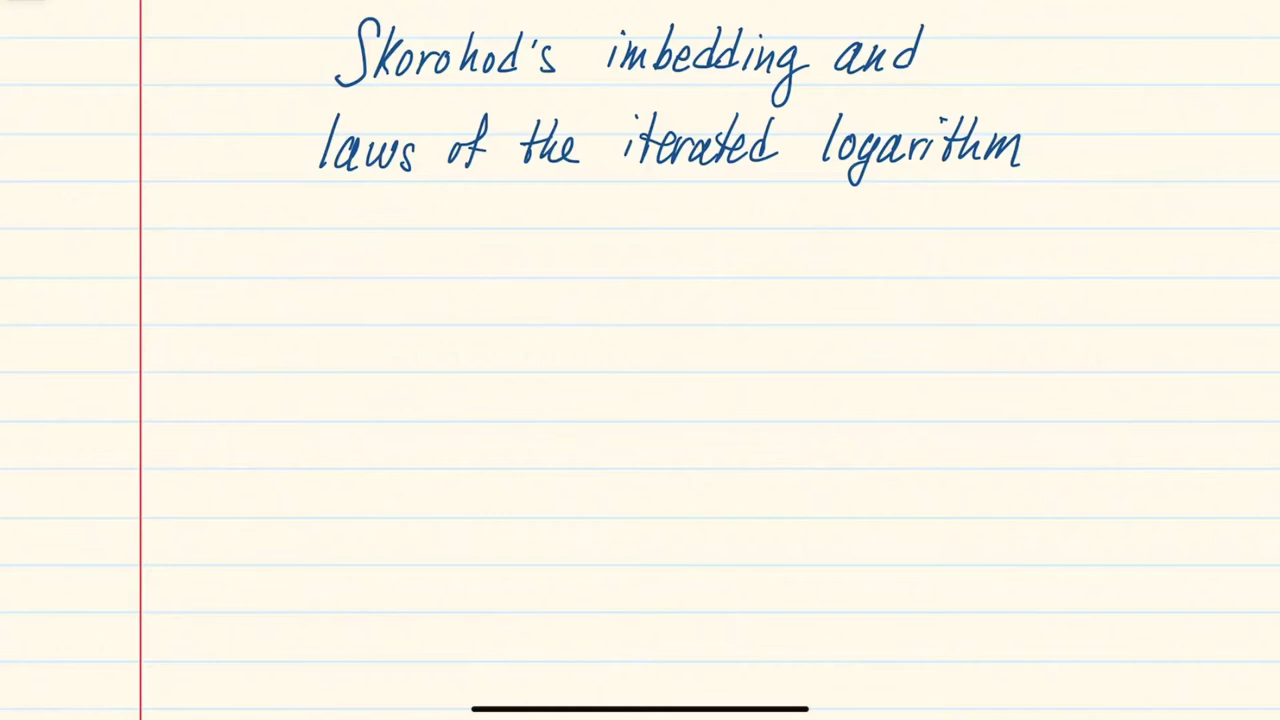 Skorohod's imbedding and
laws of the iterated logarithm